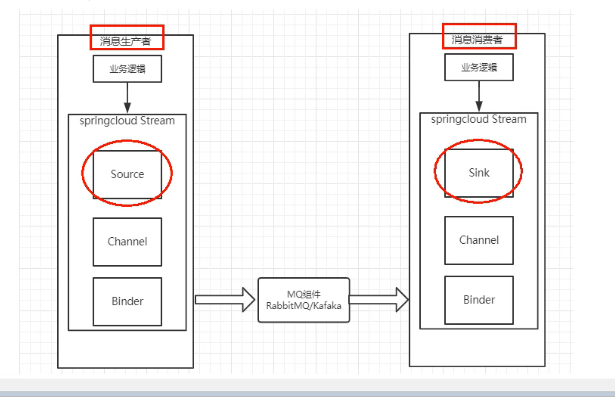 消息生产者
业务逻辑
springcloud Stream
Source
Channel
Binder
MQ组件
RabbitMQ/Kafaka
消息消费者
业务逻辑
springcloud Stream
Sink
Channel
Binder